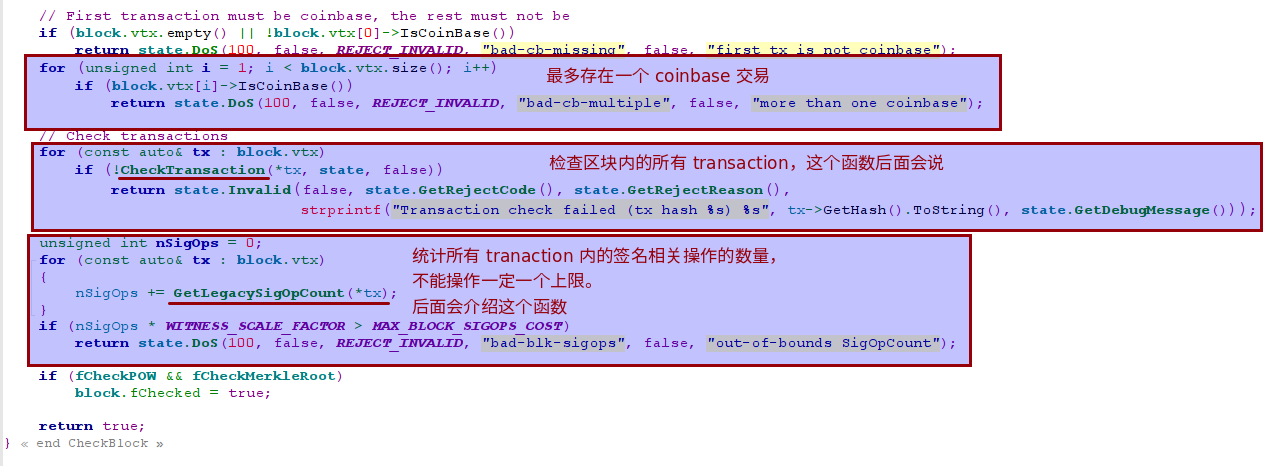 // First transaction must be coinbase, the rest must not be
if (block.vtx.empty() || !block.vtx[0]->IsCoinBase())
return state.DoS(100, false, REJECT_INVALID, "bad-cb-missing", false, "first tx is not coinbase");
for (unsigned int i = 1; i < block.vtx.size(); i++)
最多存在一个 coinbase 交易
if (block.vtx[i]->IsCoinBase())
return state.DoS(100, false, REJECT_INVALID, "bad-cb-multiple", false, "more than one coinbase");
// Check transactions
for (const auto& tx : block.vtx)
检查区块内的所有 transaction，这个函数后面会说
if (!CheckTransaction(*tx, state, false))
return state.Invalid(false, state.GetRejectCode(), state.GetRejectReason(),
strprintf("Transaction check failed (tx hash %s) %s", tx->GetHash().ToString(), state.GetDebugMessage()));
unsigned int nSigOps = 0;
统计所有 tranaction 内的签名相关操作的数量，
for (const auto& tx : block.vtx)
{
不能操作一定一个上限。
nSigOps += GetLegacySigOpCount(*tx);
后面会介绍这个函数
}
if (nSigOps * WITNESS_SCALE_FACTOR > MAX_BLOCK_SIGOPS_COST)
return state.DoS(100, false, REJECT_INVALID, "bad-blk-sigops", false, "out-of-bounds SigOpCount");
if (fCheckPOW && fCheckMerkleRoot)
block.fChecked = true;
return true;
} « end CheckBlock »